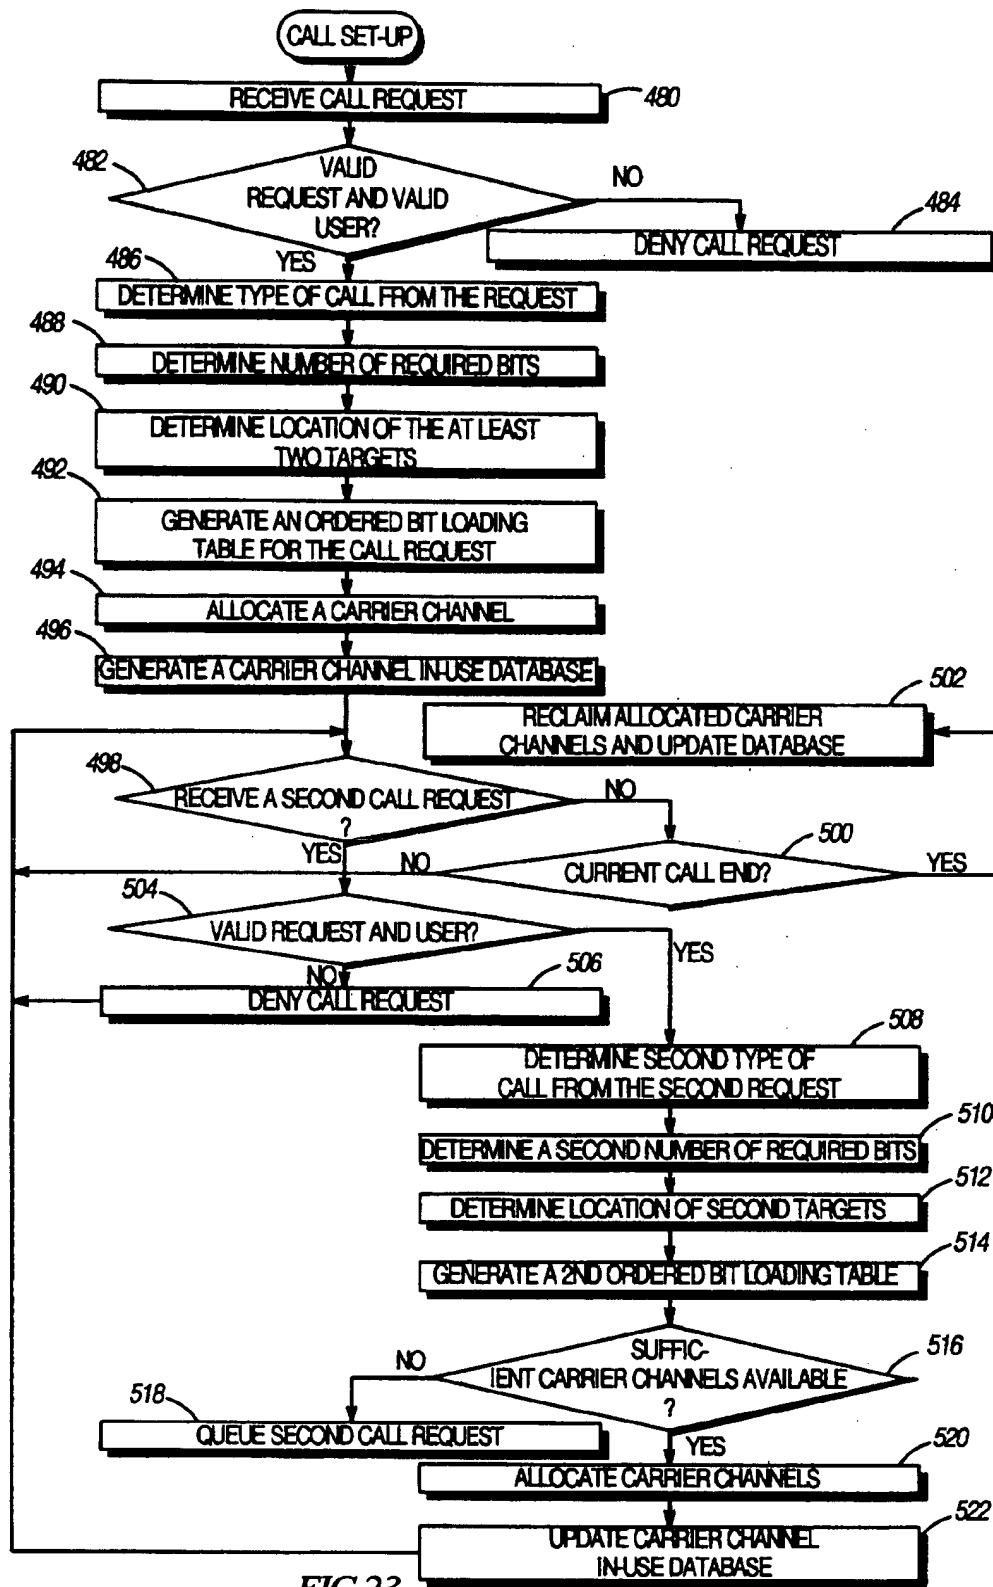 CALL SET-UP
RECEIVE CALL REQUEST
480
482
VALID
REQUEST AND VALID
USER?
NO
484
DENY CALL REQUEST
YES
486
DETERMINE TYPE OF CALL FROM THE REQUEST
488
DETERMINE NUMBER OF REQUIRED BITS
490
DETERMINE LOCATION OF THE AT LEAST
TWO TARGETS
492
GENERATE AN ORDERED BIT LOADING
TABLE FOR THE CALL REQUEST
494
ALLOCATE A CARRIER CHANNEL
496
GENERATE A CARRIER CHANNEL IN-USE DATABASE
502
RECLAIM ALLOCATED CARRIER
CHANNELS AND UPDATE DATABASE
498
RECEIVE A SECOND CALL REQUEST
?
NO
YES
500
CURRENT CALL END?
NO
YES
504
VALID REQUEST AND USER?
YES
NO
506
DENY CALL REQUEST
508
DETERMINE SECOND TYPE OF
CALL FROM THE SECOND REQUEST
510
DETERMINE A SECOND NUMBER OF REQUIRED BITS
512
DETERMINE LOCATION OF SECOND TARGETS
514
GENERATE A 2ND ORDERED BIT LOADING TABLE
516
SUFFIC-
IENT CARRIER CHANNELS AVAILABLE
?
NO
518
QUEUE SECOND CALL REQUEST
YES
520
ALLOCATE CARRIER CHANNELS
522
UPDATE CARRIER CHANNEL
IN-USE DATABASE
FIG.23